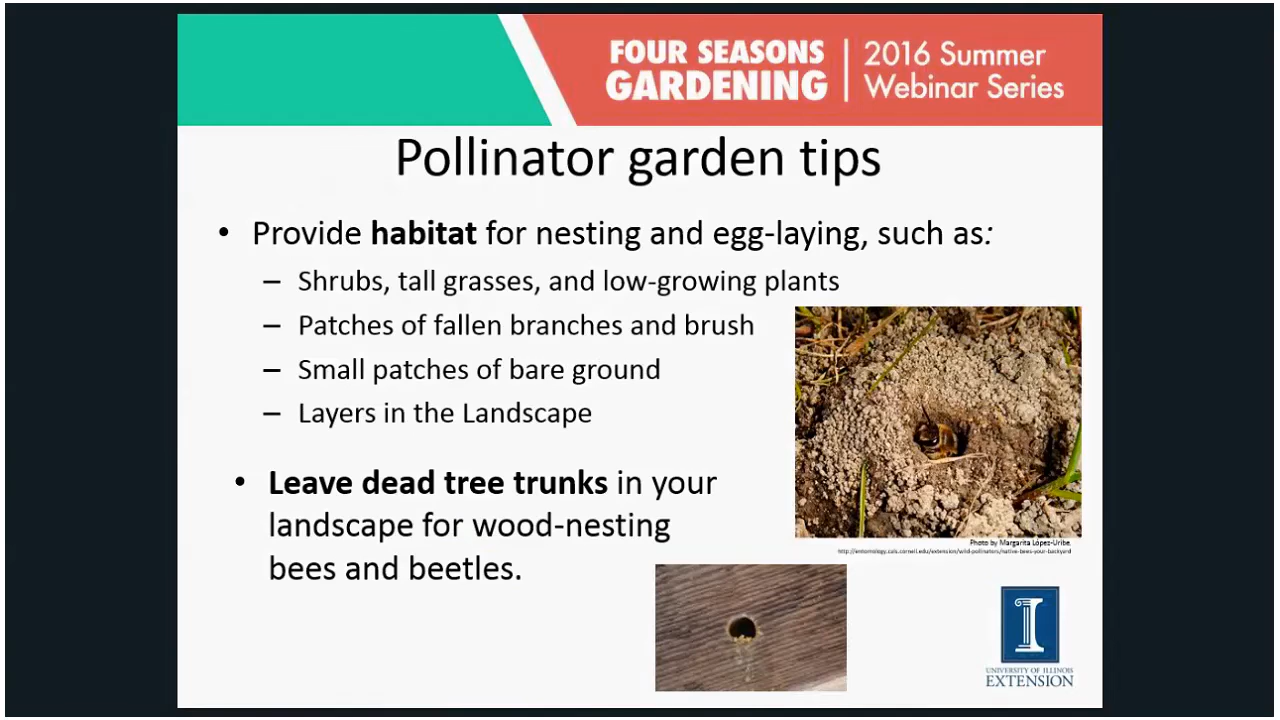 FOUR SEASONS
GARDENING
2016 Summer
Webinar Series
Pollinator garden tips
• Provide habitat for nesting and egg-laying, such as:
– Shrubs, tall grasses, and low-growing plants
– Patches of fallen branches and brush
– Small patches of bare ground
– Layers in the Landscape
• Leave dead tree trunks in your
landscape for wood-nesting
bees and beetles.
Photo by Margarita López-Uribe.
http://entomology.cals.cornell.edu/extension/wild-pollinators/native-bees-your-backyard
I
UNIVERSITY OF ILLINOIS
EXTENSION